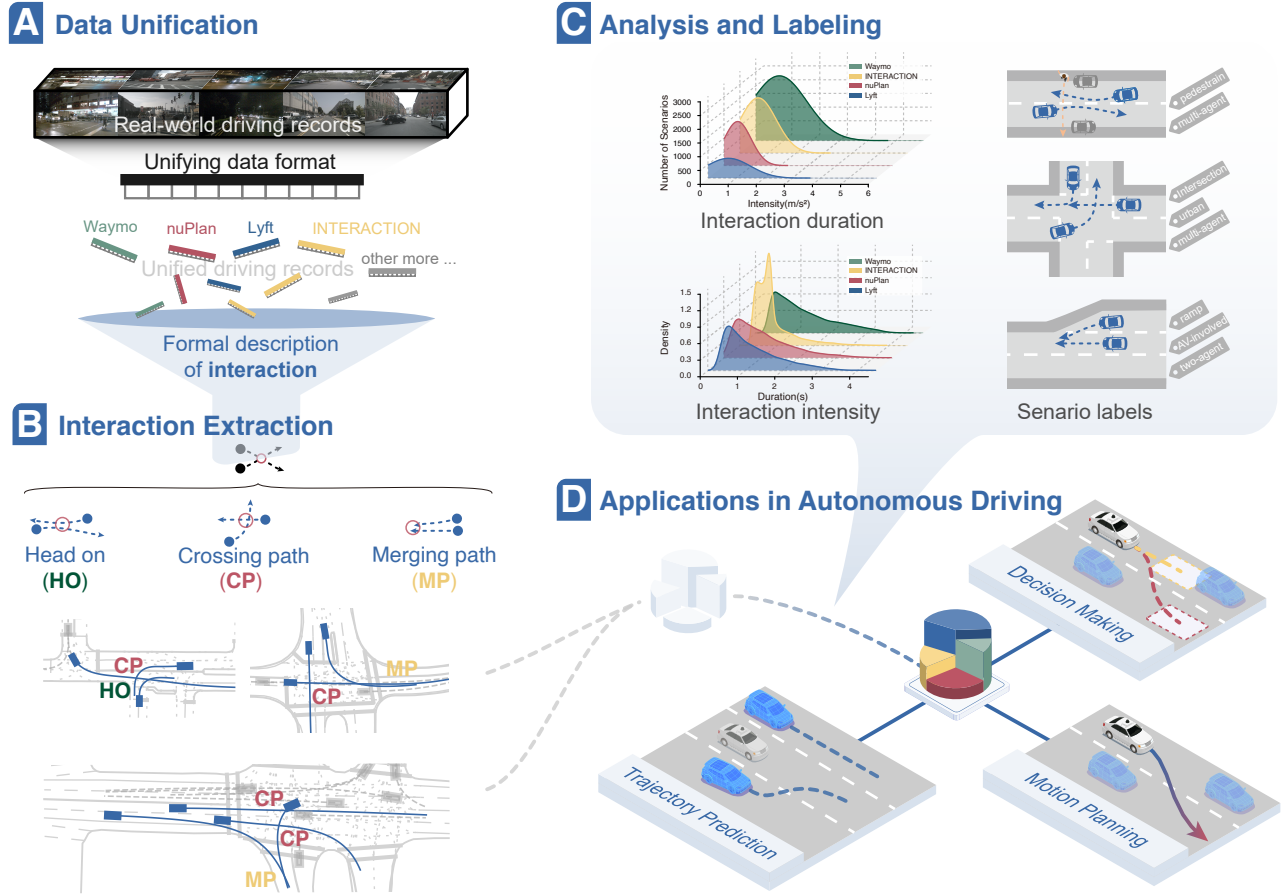 A Data Unification
Real-world driving records
Unifying data format
Waymo
nuPlan
Lyft
INTERACTION
Unified driving records
other more ...
Formal description
of interaction
B Interaction Extraction
Head on
(HO)
Crossing path
(CP)
Merging path
(MP)
CP
HO
MP
CP
CP
CP
MP
C Analysis and Labeling
Waymo
INTERACTION
nuPlan
Lyft
Number of Scenarios
3000
2500
2000
1500
1000
500
0
0 1 2 3 4 5 6
Intensity(m/s²)
Interaction duration
Waymo
INTERACTION
nuPlan
Lyft
Density
1.5
1.2
0.9
0.6
0.3
0.0
0 1 2 3 4
Duration(s)
Interaction intensity
pedestrain
multi-agent
Intersection
urban
multi-agent
ramp
AV-involved
two-agent
Senario labels
D Applications in Autonomous Driving
Decision Making
Trajectory Prediction
Motion Planning